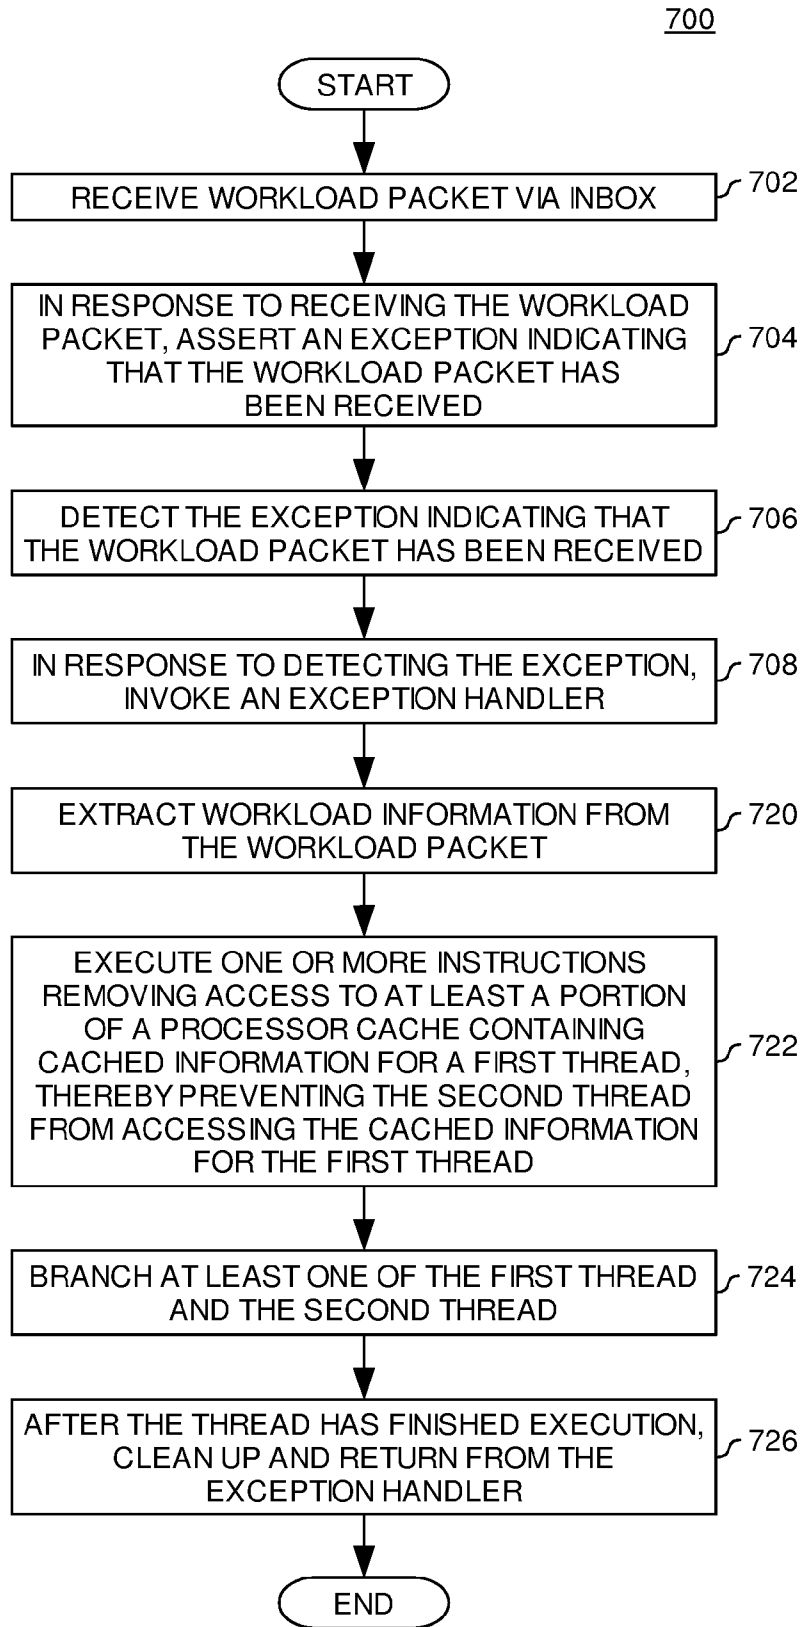 700
START
RECEIVE WORKLOAD PACKET VIA INBOX
702
IN RESPONSE TO RECEIVING THE WORKLOAD
PACKET, ASSERT AN EXCEPTION INDICATING
THAT THE WORKLOAD PACKET HAS
BEEN RECEIVED
704
DETECT THE EXCEPTION INDICATING THAT
THE WORKLOAD PACKET HAS BEEN RECEIVED
706
IN RESPONSE TO DETECTING THE EXCEPTION,
INVOKE AN EXCEPTION HANDLER
708
EXTRACT WORKLOAD INFORMATION FROM
THE WORKLOAD PACKET
720
EXECUTE ONE OR MORE INSTRUCTIONS
REMOVING ACCESS TO AT LEAST A PORTION
OF A PROCESSOR CACHE CONTAINING
CACHED INFORMATION FOR A FIRST THREAD,
THEREBY PREVENTING THE SECOND THREAD
FROM ACCESSING THE CACHED INFORMATION
FOR THE FIRST THREAD
722
BRANCH AT LEAST ONE OF THE FIRST THREAD
AND THE SECOND THREAD
724
AFTER THE THREAD HAS FINISHED EXECUTION,
CLEAN UP AND RETURN FROM THE
EXCEPTION HANDLER
726
END